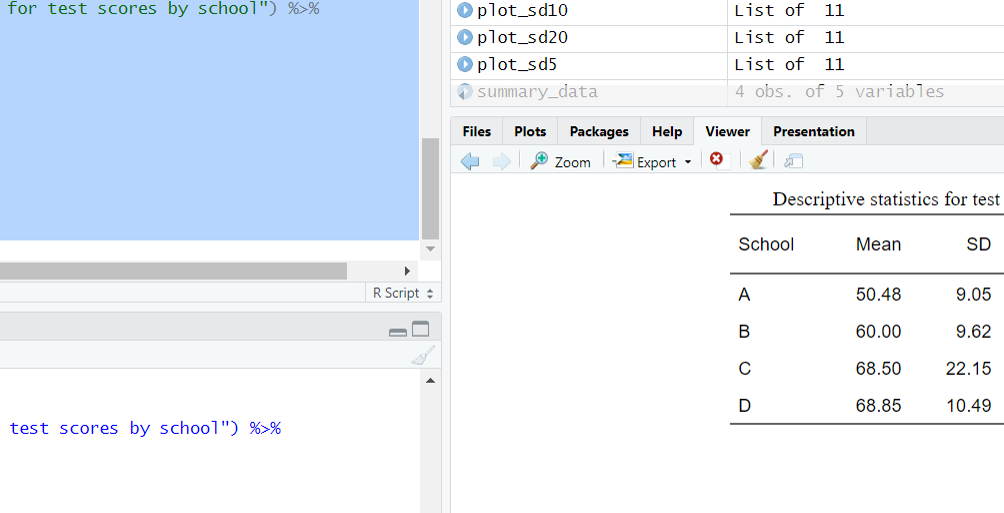 for test scores by school") %>%
R Script
test scores by school") %>%
plot_sd10 List of 11
plot_sd20 List of 11
plot_sd5 List of 11
summary_data 4 obs. of 5 variables
Files Plots Packages Help Viewer Presentation
Zoom Export
Descriptive statistics for test
School Mean SD
A 50.48 9.05
B 60.00 9.62
C 68.50 22.15
D 68.85 10.49